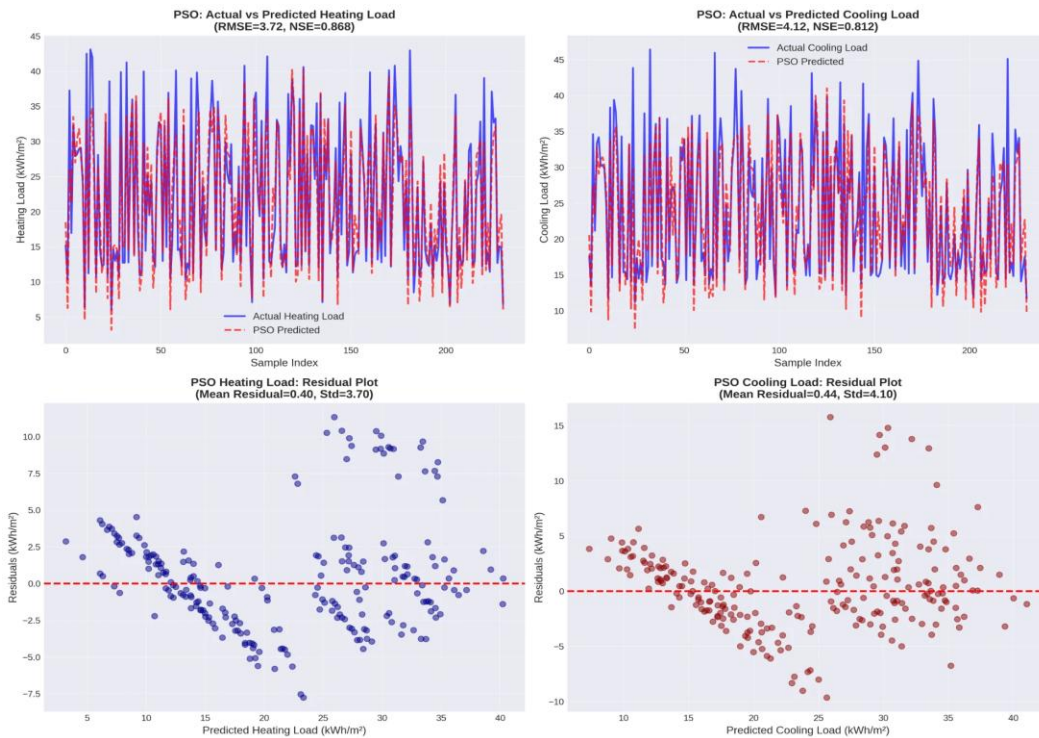 PSO: Actual vs Predicted Heating Load
(RMSE=3.72, NSE=0.868)
45
40
35
30
25
20
15
10
5
Heating Load (kWh/m²)
Actual Heating Load
PSO Predicted
0 50 100 150 200
Sample Index
PSO: Actual vs Predicted Cooling Load
(RMSE=4.12, NSE=0.812)
45
40
35
30
25
20
15
10
Cooling Load (kWh/m²)
Actual Cooling Load
PSO Predicted
0 50 100 150 200
Sample Index
PSO Heating Load: Residual Plot
(Mean Residual=0.40, Std=3.70)
10.0
7.5
5.0
2.5
0.0
−2.5
−5.0
−7.5
Residuals (kWh/m²)
5 10 15 20 25 30 35 40
Predicted Heating Load (kWh/m²)
PSO Cooling Load: Residual Plot
(Mean Residual=0.44, Std=4.10)
15
10
5
0
−5
−10
Residuals (kWh/m²)
10 15 20 25 30 35 40
Predicted Cooling Load (kWh/m²)